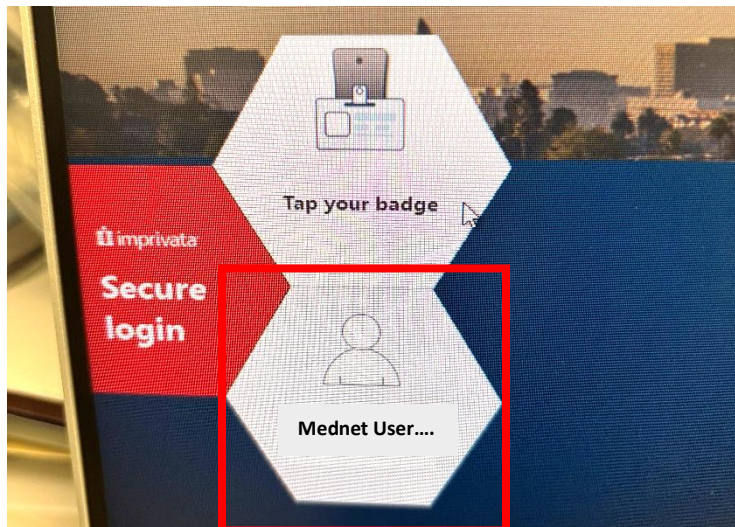 Tap your badge
imprivata
Secure
login
Mednet User....